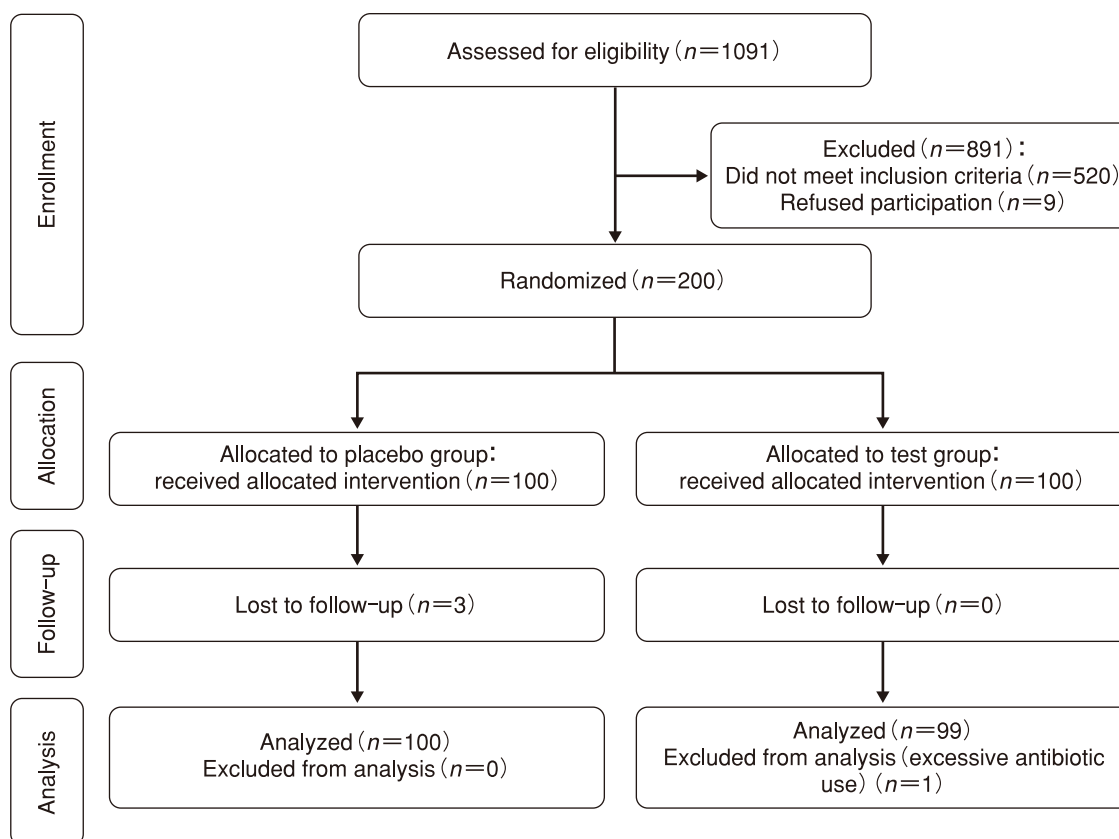 Enrollment
Assessed for eligibility (n=1091)
Excluded (n=891):
Did not meet inclusion criteria (n=520)
Refused participation (n=9)
Randomized (n=200)
Allocation
Allocated to placebo group:
received allocated intervention (n=100)
Allocated to test group:
received allocated intervention (n=100)
Follow-up
Lost to follow-up (n=3)
Lost to follow-up (n=0)
Analysis
Analyzed (n=100)
Excluded from analysis (n=0)
Analyzed (n=99)
Excluded from analysis (excessive antibiotic
use) (n=1)